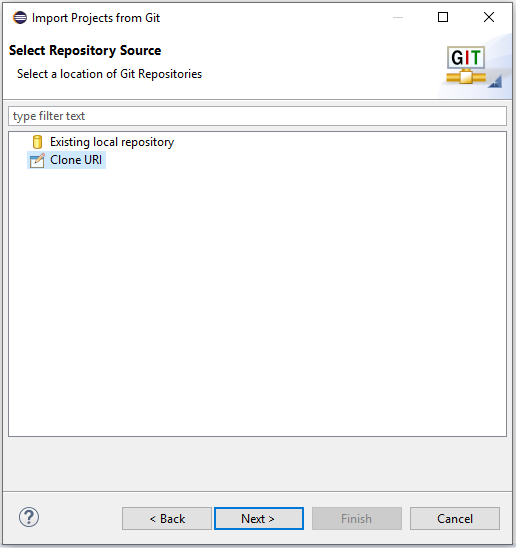 Import Projects from Git
Select Repository Source
Select a location of Git Repositories
GIT
type filter text
Existing local repository
Clone URI
?
< Back
Next >
Finish
Cancel